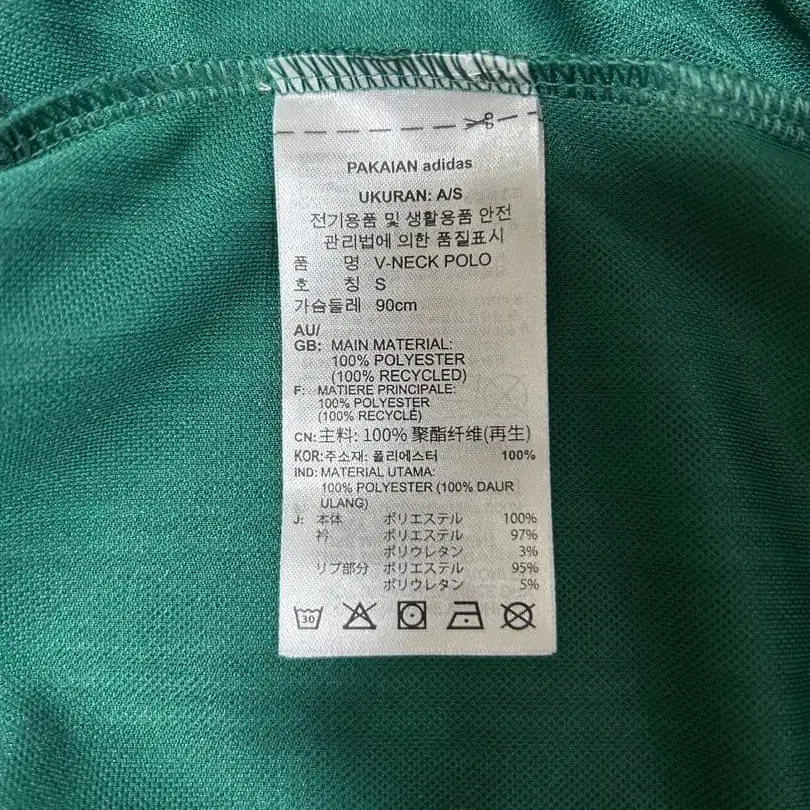 PAKAIAN adidas
UKURAN: A/S
전기용품 및 생활용품 안전
관리법에 의한 품질표시
품 명 V-NECK POLO
호 칭 S
가슴둘레 90cm
AU/
GB: MAIN MATERIAL:
100% POLYESTER
(100% RECYCLED)
F: MATIERE PRINCIPALE:
100% POLYESTER
(100% RECYCLÉ)
CN: 主料: 100% 聚酯纤维(再生)
KOR: 주소재: 폴리에스터 100%
IND: MATERIAL UTAMA:
100% POLYESTER (100% DAUR
ULANG)
J: 本体 ポリエステル 100%
衿 ポリエステル 97%
ポリウレタン 3%
リブ部分 ポリエステル 95%
ポリウレタン 5%
30